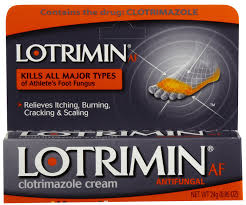 Contains the drug: CLOTRIMAZOLE
LOTRIMIN AF
KILLS ALL MAJOR TYPES
of Athlete's Foot Fungus
• Relieves Itching, Burning,
Cracking & Scaling
LOTRIMIN AF
clotrimazole cream
ANTIFUNGAL
NET WT 24g (0.85 OZ)